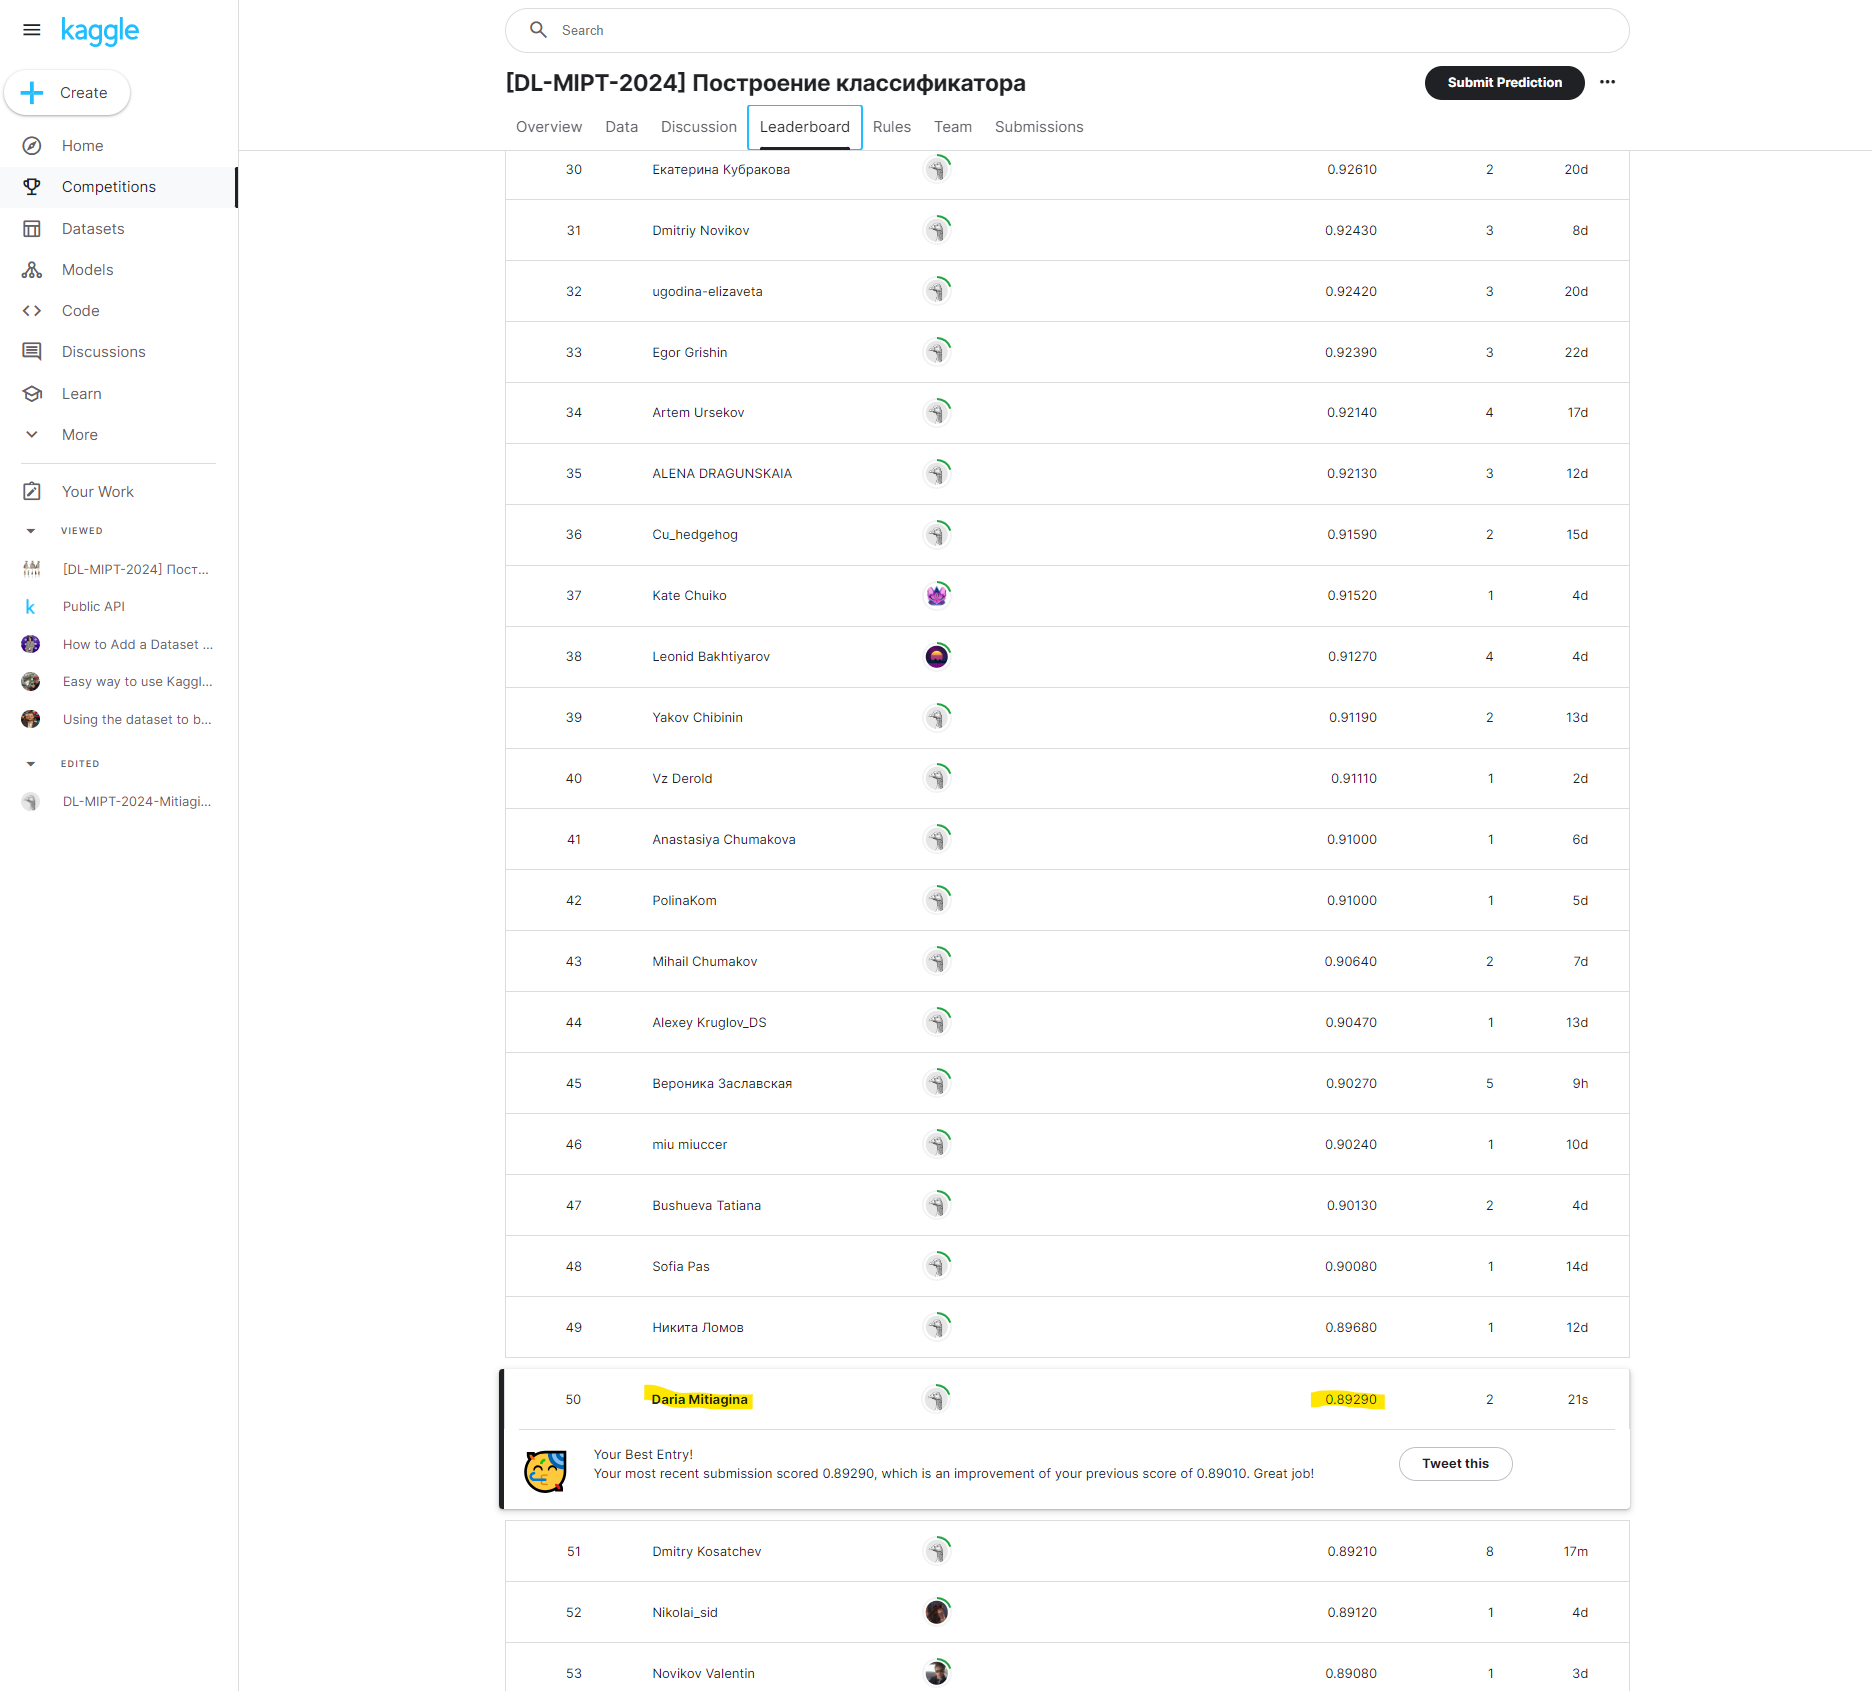 kaggle
Search
Create
[DL-MIPT-2024] Построение классификатора
Submit Prediction
Overview Data Discussion Leaderboard Rules Team Submissions
Home
Competitions
Datasets
Models
Code
Discussions
Learn
More
Your Work
VIEWED
[DL-MIPT-2024] Пост...
Public API
How to Add a Dataset ...
Easy way to use Kaggl...
Using the dataset to b...
EDITED
DL-MIPT-2024-Mitiagi...
30 Екатерина Кубракова 0.92610 2 20d
31 Dmitriy Novikov 0.92430 3 8d
32 ugodina-elizaveta 0.92420 3 20d
33 Egor Grishin 0.92390 3 22d
34 Artem Ursekov 0.92140 4 17d
35 ALENA DRAGUNSKAIA 0.92130 3 12d
36 Cu_hedgehog 0.91590 2 15d
37 Kate Chuiko 0.91520 1 4d
38 Leonid Bakhtiyarov 0.91270 4 4d
39 Yakov Chibinin 0.91190 2 13d
40 Vz Derold 0.91110 1 2d
41 Anastasiya Chumakova 0.91000 1 6d
42 PolinaKom 0.91000 1 5d
43 Mihail Chumakov 0.90640 2 7d
44 Alexey Kruglov_DS 0.90470 1 13d
45 Вероника Заславская 0.90270 5 9h
46 miu miuccer 0.90240 1 10d
47 Bushueva Tatiana 0.90130 2 4d
48 Sofia Pas 0.90080 1 14d
49 Никита Ломов 0.89680 1 12d
50 Daria Mitiagina 0.89290 2 21s
Your Best Entry!
Your most recent submission scored 0.89290, which is an improvement of your previous score of 0.89010. Great job!
Tweet this
51 Dmitry Kosatchev 0.89210 8 17m
52 Nikolai_sid 0.89120 1 4d
53 Novikov Valentin 0.89080 1 3d